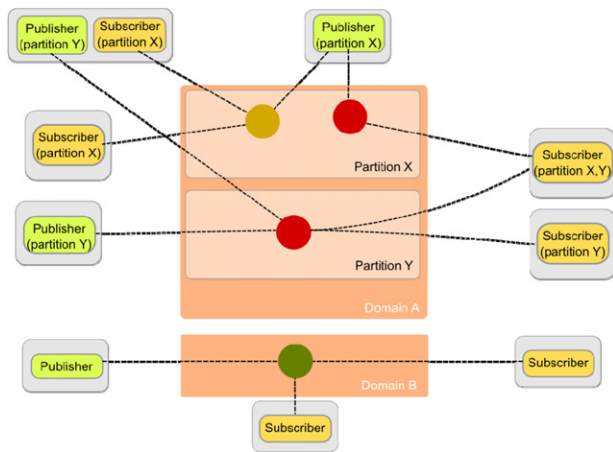 Publisher
(partition Y)
Subscriber
(partition X)
Publisher
(partition X)
Subscriber
(partition X)
Partition X
Subscriber
(partition X,Y)
Publisher
(partition Y)
Subscriber
(partition Y)
Partition Y
Domain A
Publisher
Subscriber
Domain B
Subscriber